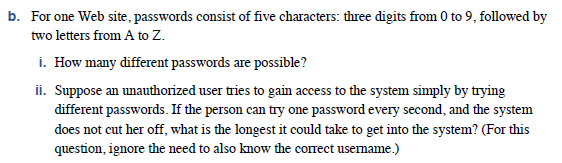 b. For one Web site, passwords consist of five characters: three digits from 0 to 9, followed by
two letters from A to Z.
i. How many different passwords are possible?
ii. Suppose an unauthorized user tries to gain access to the system simply by trying
different passwords. If the person can try one password every second, and the system
does not cut her off, what is the longest it could take to get into the system? (For this
question, ignore the need to also know the correct username.)